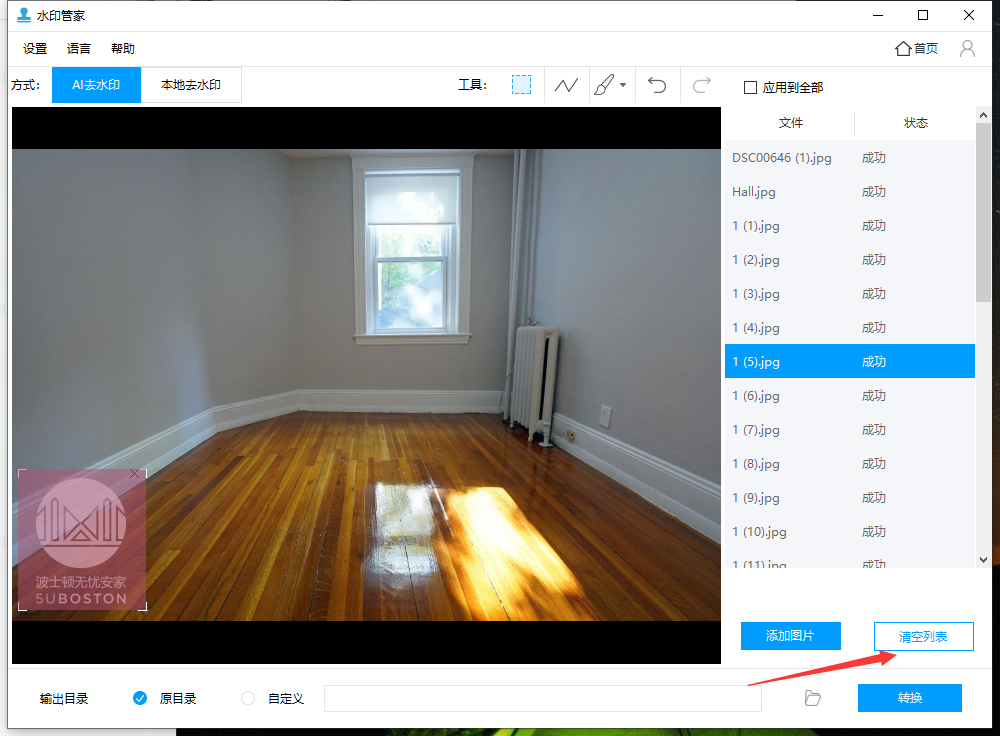 水印管家
设置 语言 帮助 首页
方式: AI去水印 本地去水印 工具: 应用到全部
文件 状态
DSC00646 (1).jpg 成功
Hall.jpg 成功
1 (1).jpg 成功
1 (2).jpg 成功
1 (3).jpg 成功
1 (4).jpg 成功
1 (5).jpg 成功
1 (6).jpg 成功
1 (7).jpg 成功
1 (8).jpg 成功
1 (9).jpg 成功
1 (10).jpg 成功
1 (11).jpg 成功
波士顿无忧安家
5UBOSTON
添加图片 清空列表
输出目录 原目录 自定义 转换